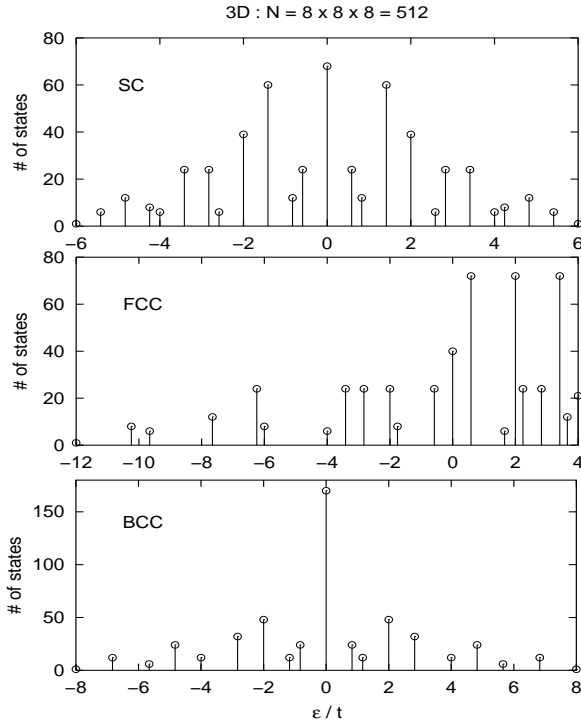 3D : N = 8 x 8 x 8 = 512
80
60
40
20
0
# of states
SC
−6 −4 −2 0 2 4 6
80
60
40
20
0
# of states
FCC
−12 −10 −8 −6 −4 −2 0 2 4
150
100
50
0
# of states
BCC
−8 −6 −4 −2 0 2 4 6 8
ε / t